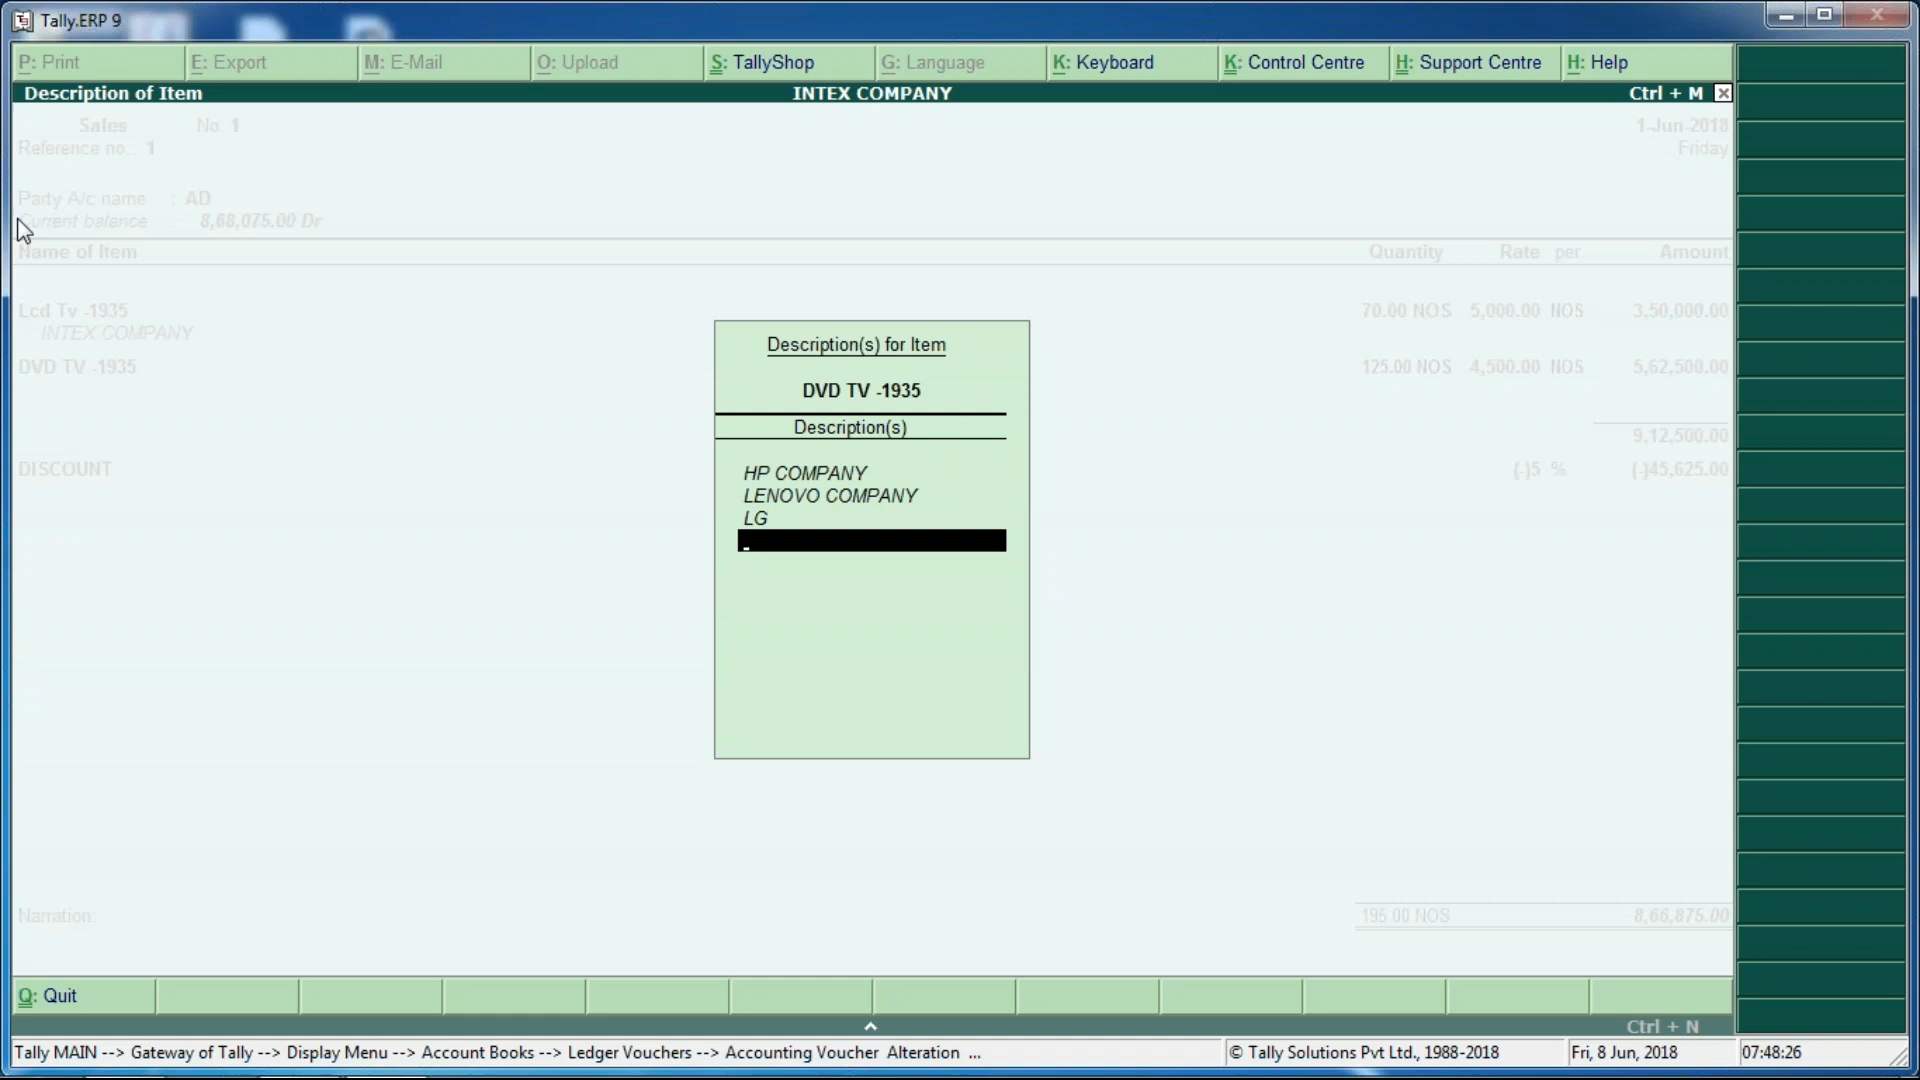 Tally.ERP 9
P: Print E: Export M: E-Mail O: Upload S: TallyShop G: Language K: Keyboard K: Control Centre H: Support Centre H: Help
Description of Item INTEX COMPANY Ctrl + M
Sales No. 1 1-Jun-2018
Reference no.: 1 Friday
Party A/c name : AD
Current balance : 8,68,075.00 Dr
Name of Item Quantity Rate per Amount
Lcd Tv -1935 70.00 NOS 5,000.00 NOS 3,50,000.00
INTEX COMPANY
DVD TV -1935 125.00 NOS 4,500.00 NOS 5,62,500.00
9,12,500.00
DISCOUNT (-)5 % (-)45,625.00
Description(s) for Item
DVD TV -1935
Description(s)
HP COMPANY
LENOVO COMPANY
LG
Narration: 195.00 NOS 8,66,875.00
Q: Quit
Ctrl + N
Tally MAIN --> Gateway of Tally --> Display Menu --> Account Books --> Ledger Vouchers --> Accounting Voucher Alteration ... © Tally Solutions Pvt Ltd., 1988-2018 Fri, 8 Jun, 2018 07:48:26